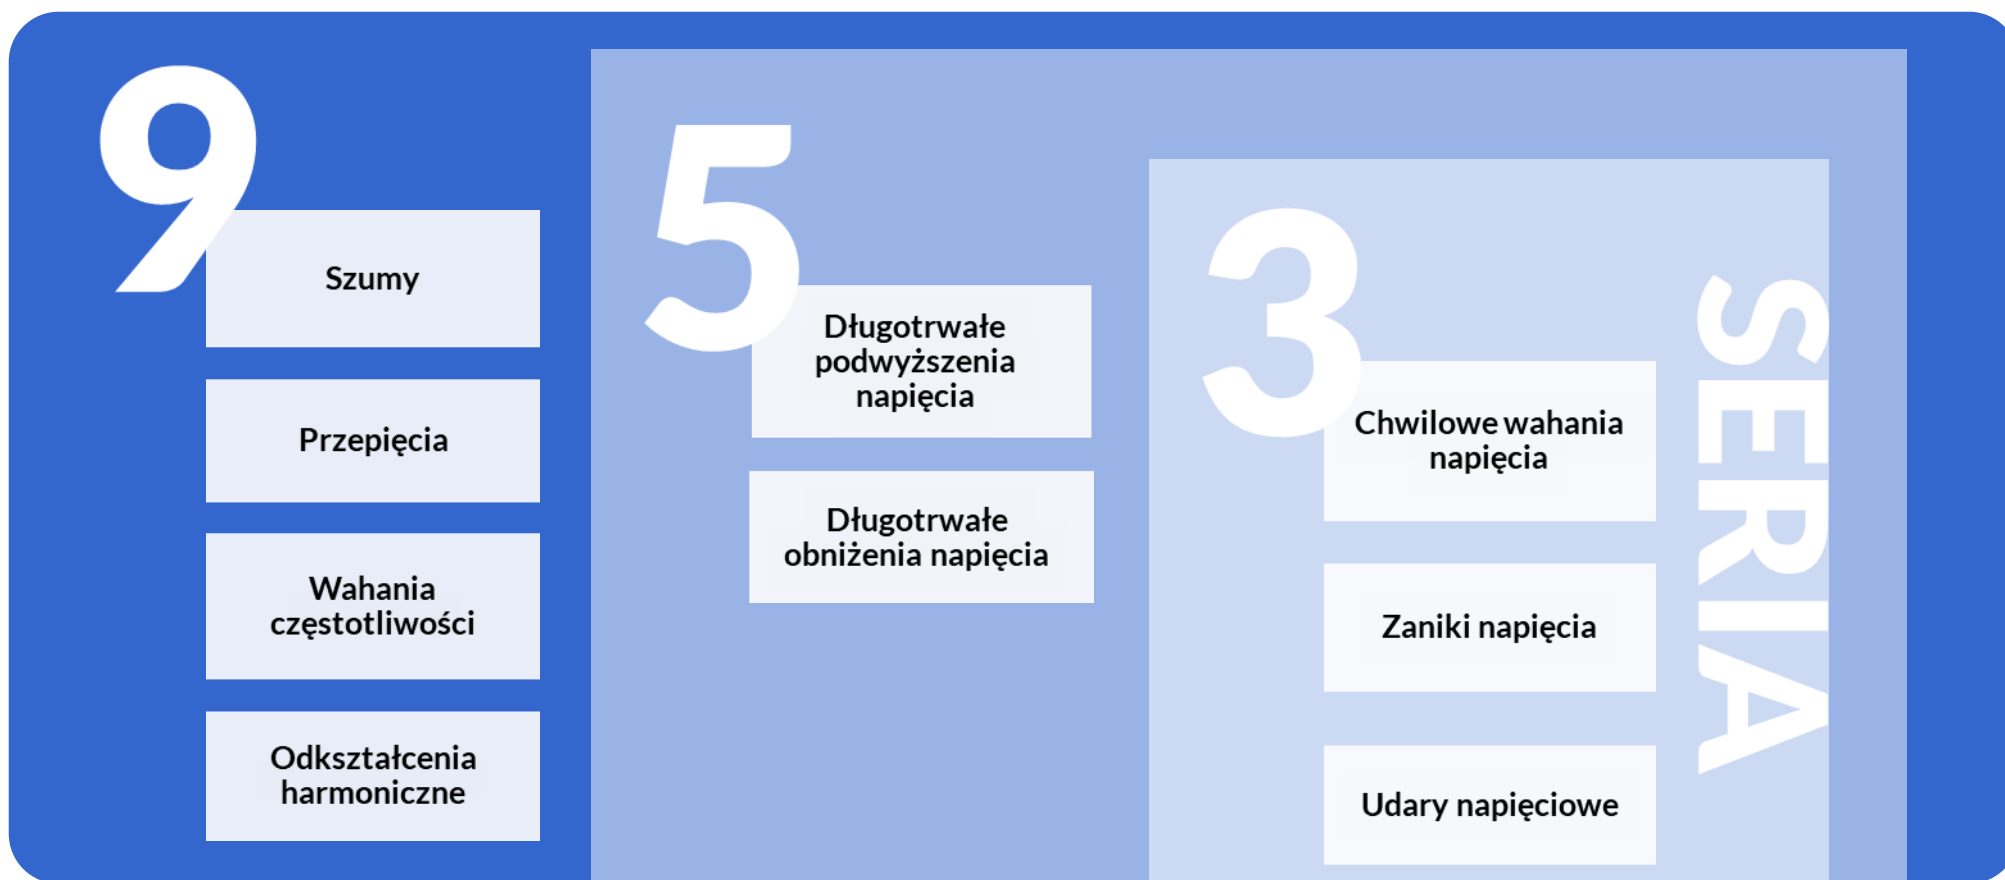 9
Szumy
Przepięcia
Wahania
częstotliwości
Odkształcenia
harmoniczne
5
Długotrwałe
podwyższenia
napięcia
Długotrwałe
obniżenia napięcia
3
Chwilowe wahania
napięcia
Zaniki napięcia
Udary napięciowe
SERIA